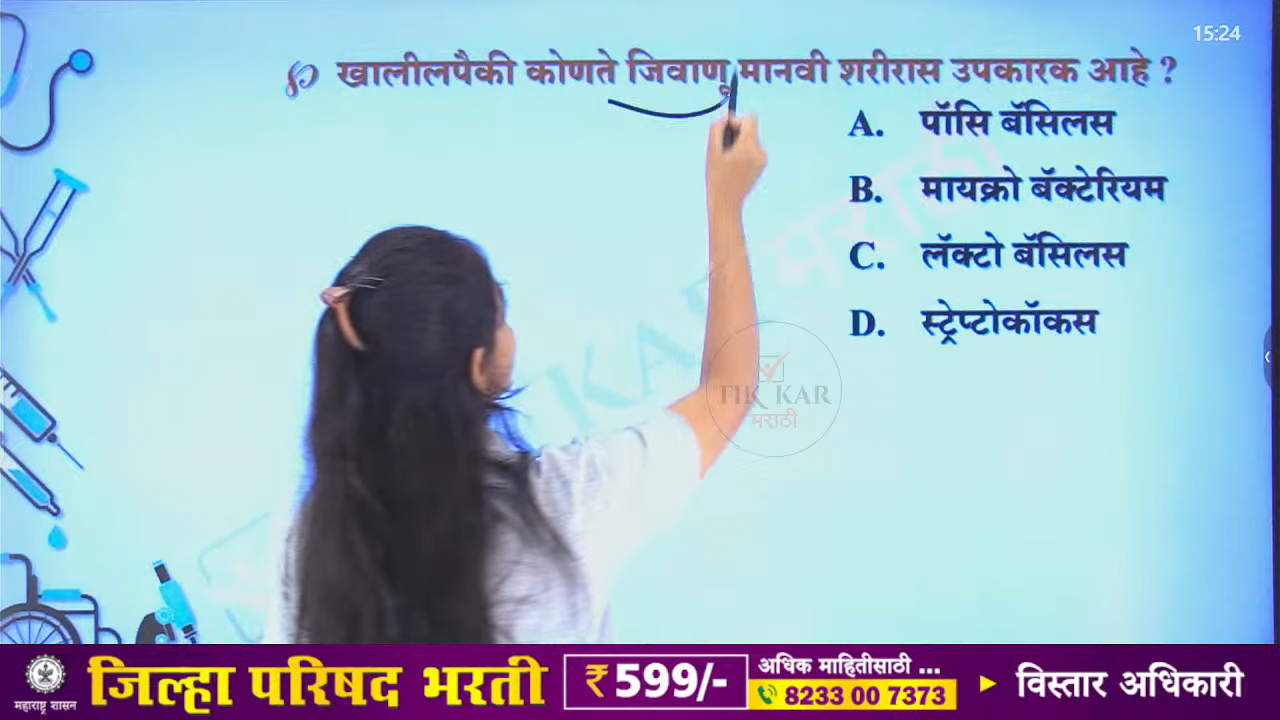 15:24
खालीलपैकी कोणते जिवाणू मानवी शरीरास उपकारक आहे ?
A. पॉसि बॅसिलस
B. मायक्रो बॅक्टेरियम
C. लॅक्टो बॅसिलस
D. स्ट्रेप्टोकॉकस
TIK KAR
मराठी
महाराष्ट्र शासन
जिल्हा परिषद भरती
₹599/-
अधिक माहितीसाठी ...
8233 00 7373
विस्तार अधिकारी